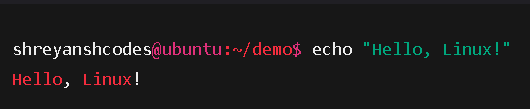 shreyanshcodes@ubuntu:~/demo$ echo "Hello, Linux!"
Hello, Linux!